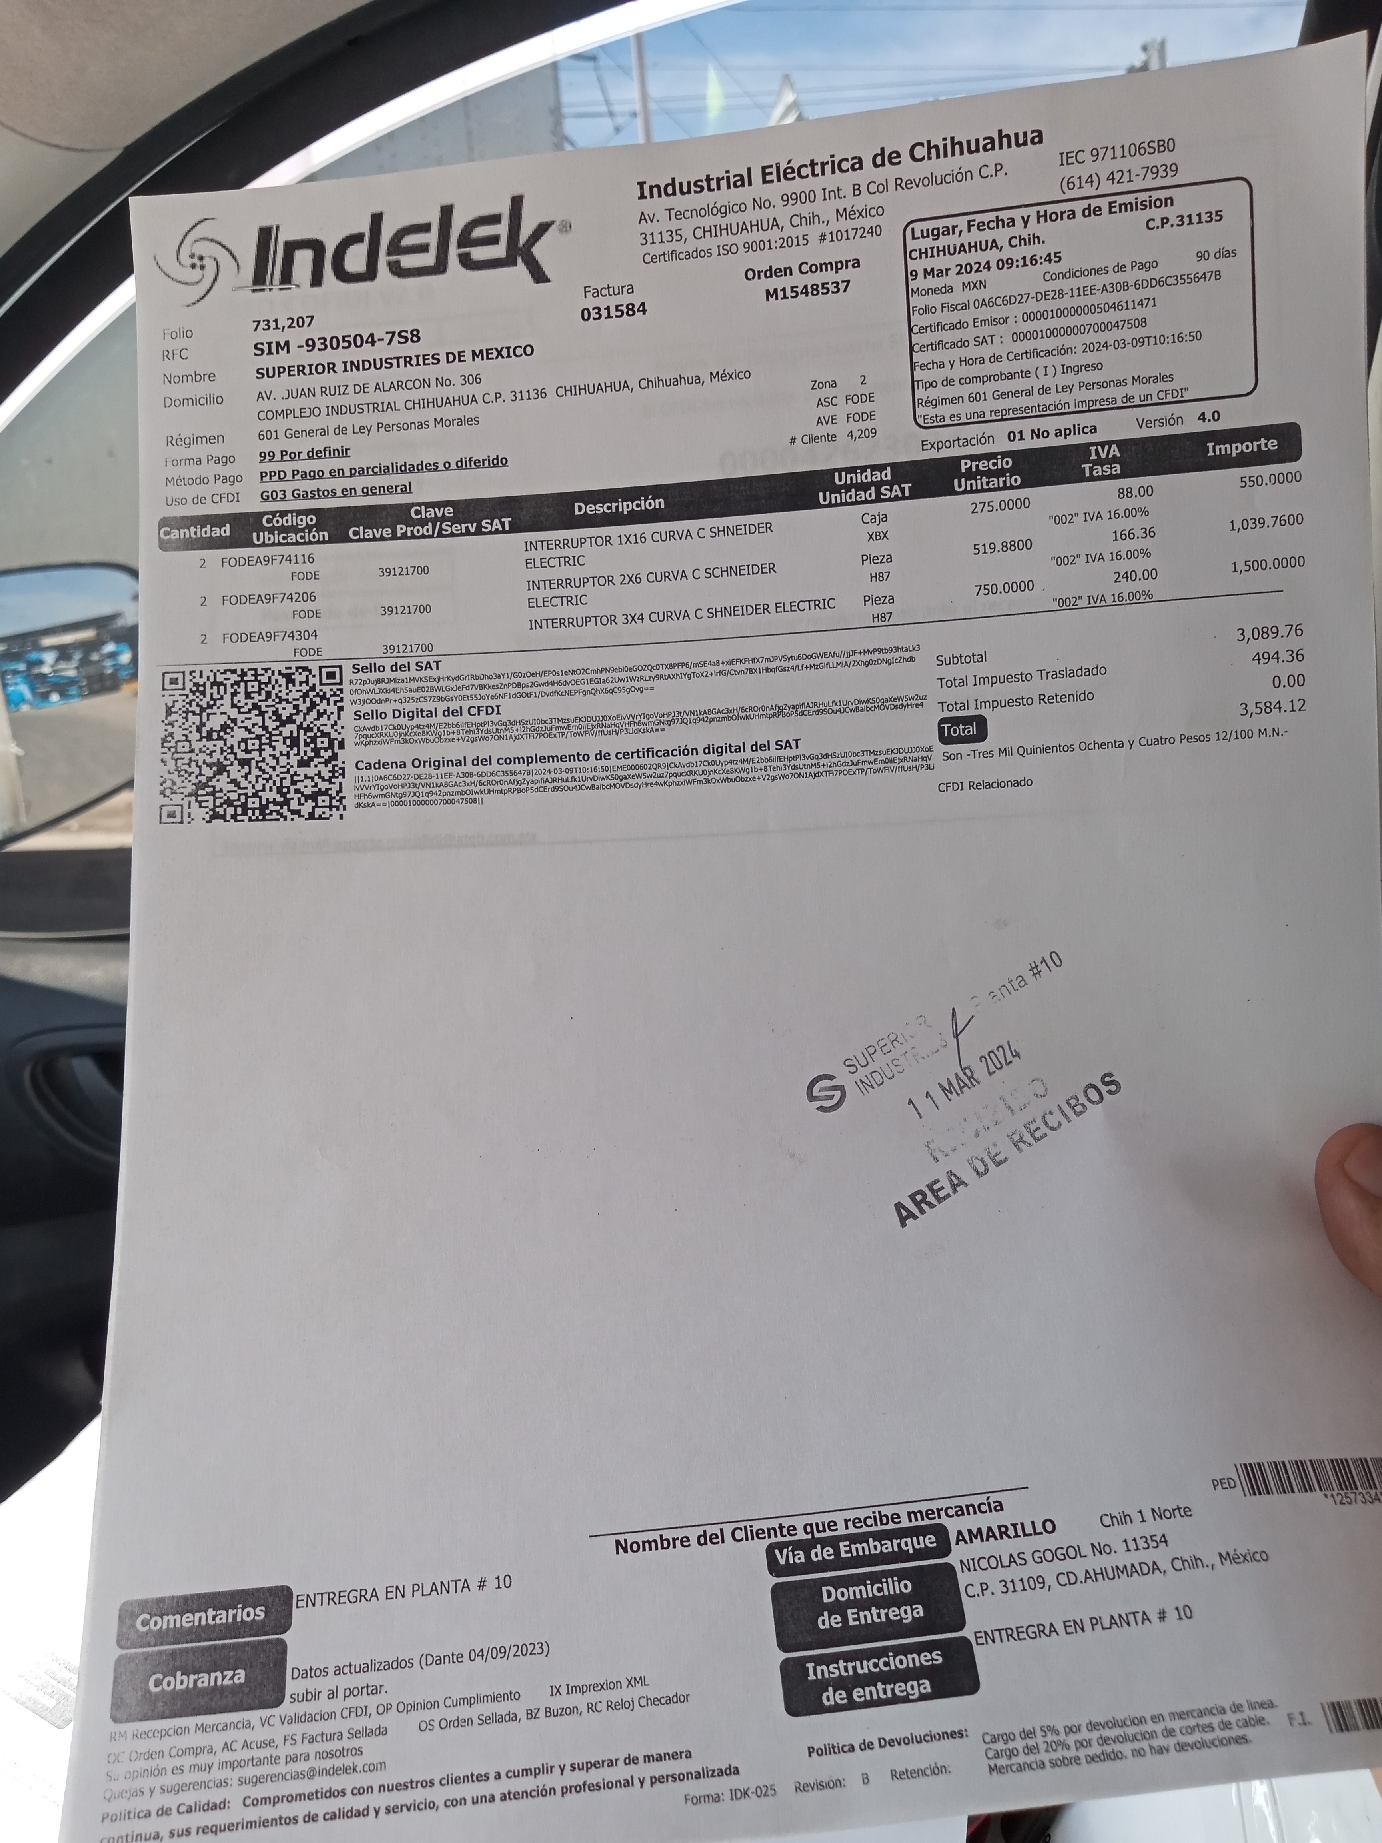 Indelek®
Industrial Eléctrica de Chihuahua
Av. Tecnológico No. 9900 Int. B Col Revolución C.P.
31135, CHIHUAHUA, Chih., México
Certificados ISO 9001:2015 #1017240
IEC 971106SB0
(614) 421-7939
Factura
031584
Orden Compra
M1548537
Lugar, Fecha y Hora de Emision
CHIHUAHUA, Chih. C.P.31135
9 Mar 2024 09:16:45
Moneda MXN Condiciones de Pago 90 días
Folio Fiscal 0A6C6D27-DE28-11EE-A30B-6DD6C355647B
Certificado Emisor : 00001000000504611471
Certificado SAT : 00001000000700047508
Fecha y Hora de Certificación: 2024-03-09T10:16:50
Tipo de comprobante ( I ) Ingreso
Régimen 601 General de Ley Personas Morales
"Esta es una representación impresa de un CFDI"
Folio 731,207
RFC SIM -930504-7S8
Nombre SUPERIOR INDUSTRIES DE MEXICO
Domicilio AV. .JUAN RUIZ DE ALARCON No. 306
COMPLEJO INDUSTRIAL CHIHUAHUA C.P. 31136 CHIHUAHUA, Chihuahua, México
Régimen 601 General de Ley Personas Morales
Forma Pago 99 Por definir
Método Pago PPD Pago en parcialidades o diferido
Uso de CFDI G03 Gastos en general
Zona 2
ASC FODE
AVE FODE
# Cliente 4,209
Exportación 01 No aplica Versión 4.0
Cantidad Código Ubicación Clave Clave Prod/Serv SAT Descripción Unidad Unidad SAT Precio Unitario IVA Tasa Importe
2 FODEA9F74116 INTERRUPTOR 1X16 CURVA C SHNEIDER Caja 275.0000 88.00 550.0000
FODE 39121700 ELECTRIC XBX "002" IVA 16.00%
2 FODEA9F74206 INTERRUPTOR 2X6 CURVA C SCHNEIDER Pieza 519.8800 166.36 1,039.7600
FODE 39121700 ELECTRIC H87 "002" IVA 16.00%
2 FODEA9F74304 INTERRUPTOR 3X4 CURVA C SHNEIDER ELECTRIC Pieza 750.0000 240.00 1,500.0000
FODE 39121700 H87 "002" IVA 16.00%
Sello del SAT
Sello Digital del CFDI
Cadena Original del complemento de certificación digital del SAT
Subtotal 3,089.76
Total Impuesto Trasladado 494.36
Total Impuesto Retenido 0.00
Total 3,584.12
Son -Tres Mil Quinientos Ochenta y Cuatro Pesos 12/100 M.N.-
CFDI Relacionado
SUPERIOR
INDUSTRIES
Planta #10
11 MAR 2024
RECIBIDO
AREA DE RECIBOS
PED
Nombre del Cliente que recibe mercancía
Vía de Embarque AMARILLO Chih 1 Norte
Domicilio de Entrega NICOLAS GOGOL No. 11354
C.P. 31109, CD.AHUMADA, Chih., México
Instrucciones de entrega ENTREGRA EN PLANTA # 10
Comentarios ENTREGRA EN PLANTA # 10
Cobranza Datos actualizados (Dante 04/09/2023)
subir al portar.
RM Recepcion Mercancia, VC Validacion CFDI, OP Opinion Cumplimiento IX Imprexion XML
OC Orden Compra, AC Acuse, FS Factura Sellada OS Orden Sellada, BZ Buzon, RC Reloj Checador
Su opinión es muy importante para nosotros
Quejas y sugerencias: sugerencias@indelek.com
Política de Calidad: Comprometidos con nuestros clientes a cumplir y superar de manera
continua, sus requerimientos de calidad y servicio, con una atención profesional y personalizada
Política de Devoluciones: Cargo del 5% por devolucion en mercancia de linea.
Cargo del 20% por devolucion de cortes de cable. F.I.
Mercancia sobre pedido. no hay devoluciones.
Forma: IDK-025 Revisión: B Retención: